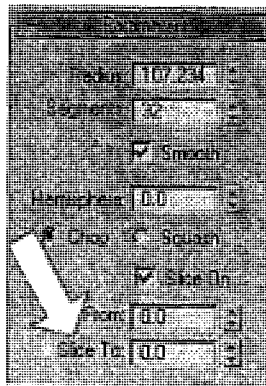 Parameters
Radius: 107.234
Segments: 32
Smooth
Hemisphere: 0.0
Chop Squash
Slice On
From: 0.0
Slice To: 0.0